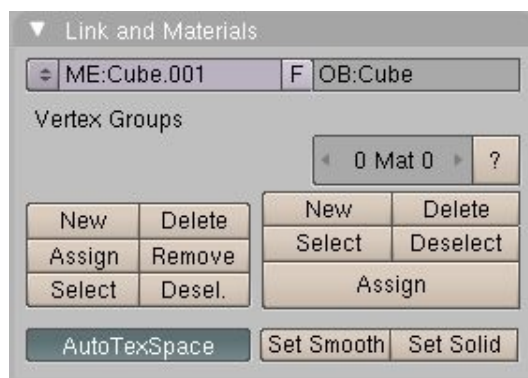 Link and Materials
ME:Cube.001 F OB:Cube
Vertex Groups
0 Mat 0 ?
New Delete New Delete
Assign Remove Select Deselect
Select Desel. Assign
AutoTexSpace Set Smooth Set Solid